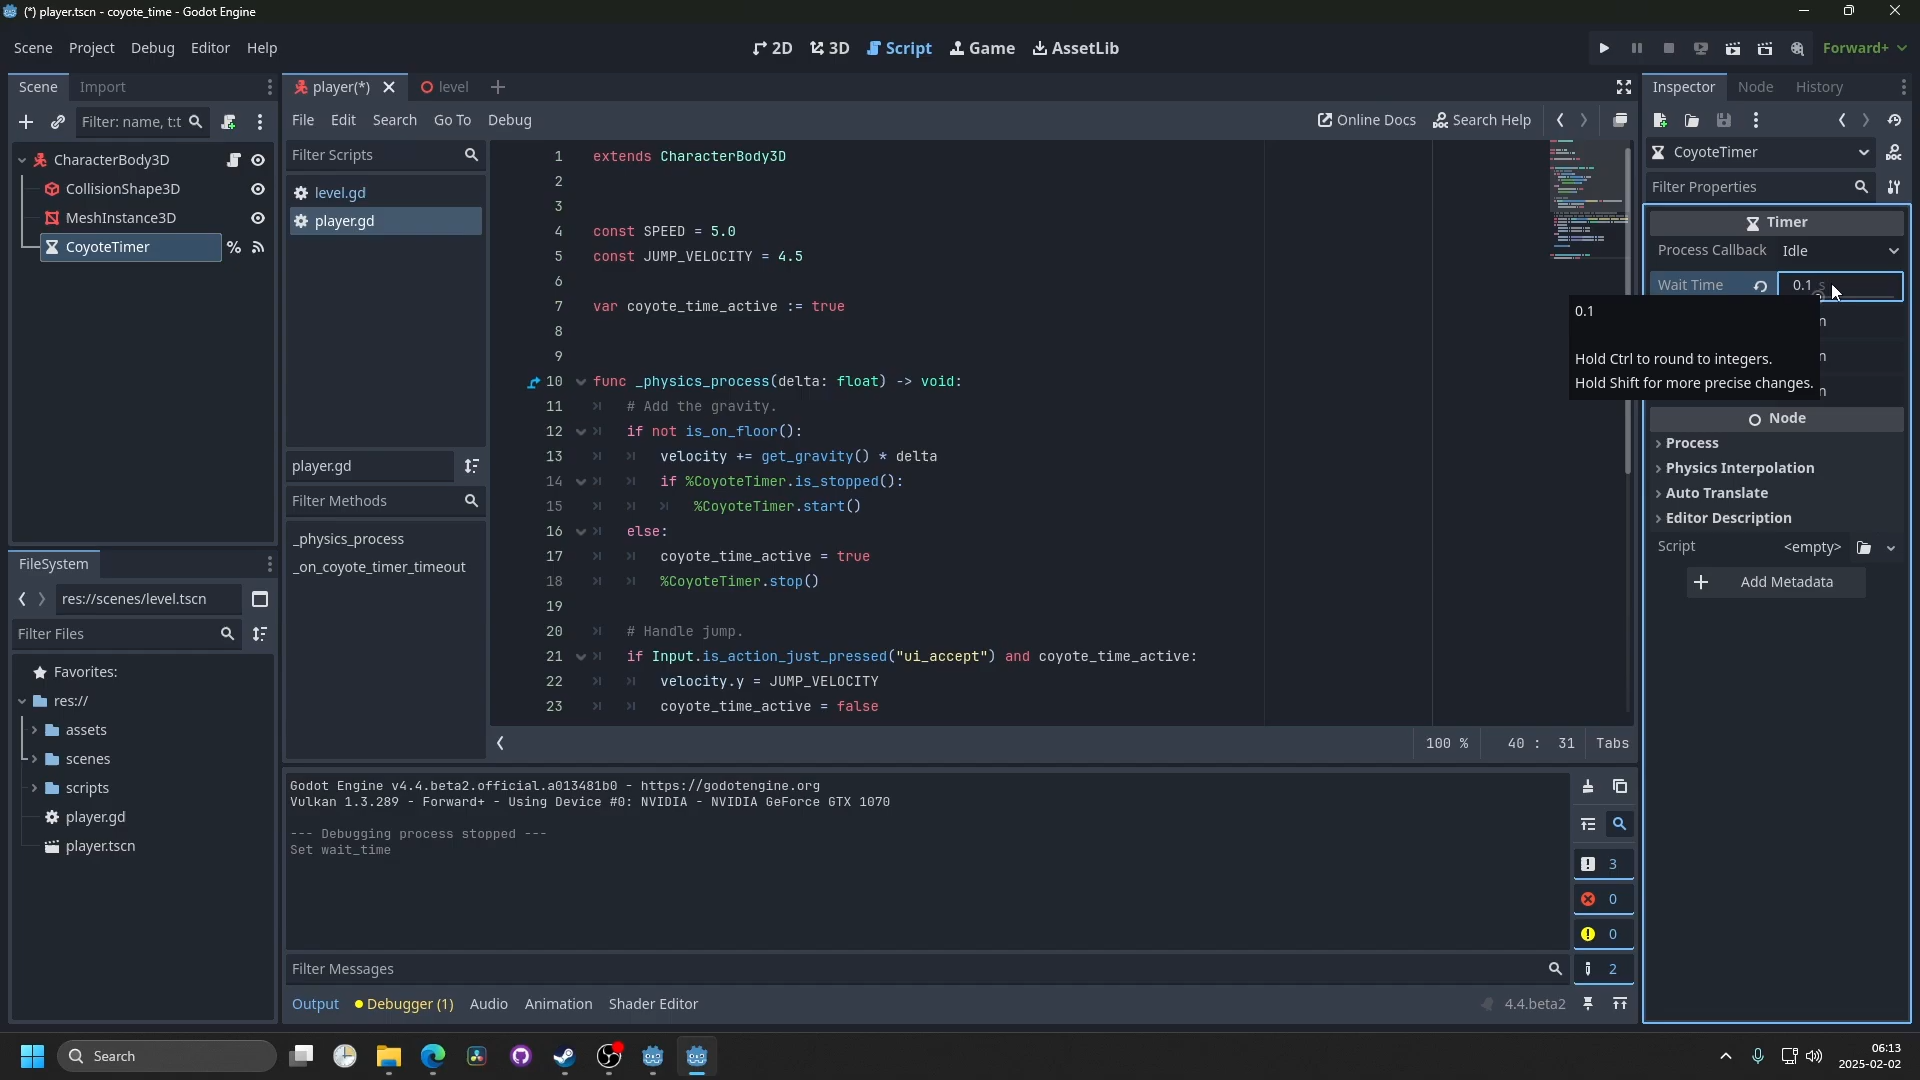 (*) player.tscn - coyote_time - Godot Engine
Scene Project Debug Editor Help
2D 3D Script Game AssetLib
Forward+
Scene Import
Filter: name, t:t
CharacterBody3D
CollisionShape3D
MeshInstance3D
CoyoteTimer %
FileSystem
res://scenes/level.tscn
Filter Files
Favorites:
res://
assets
scenes
scripts
player.gd
player.tscn
player(*) level
File Edit Search Go To Debug
Online Docs Search Help
Filter Scripts
level.gd
player.gd
player.gd
Filter Methods
_physics_process
_on_coyote_timer_timeout
1 extends CharacterBody3D
2
3
4 const SPEED = 5.0
5 const JUMP_VELOCITY = 4.5
6
7 var coyote_time_active := true
8
9
10 func _physics_process(delta: float) -> void:
11 # Add the gravity.
12 if not is_on_floor():
13 velocity += get_gravity() * delta
14 if %CoyoteTimer.is_stopped():
15 %CoyoteTimer.start()
16 else:
17 coyote_time_active = true
18 %CoyoteTimer.stop()
19
20 # Handle jump.
21 if Input.is_action_just_pressed("ui_accept") and coyote_time_active:
22 velocity.y = JUMP_VELOCITY
23 coyote_time_active = false
100 % 40 : 31 Tabs
Godot Engine v4.4.beta2.official.a013481b0 - https://godotengine.org
Vulkan 1.3.289 - Forward+ - Using Device #0: NVIDIA - NVIDIA GeForce GTX 1070
--- Debugging process stopped ---
Set wait_time
3
0
0
2
Filter Messages
Output Debugger (1) Audio Animation Shader Editor
4.4.beta2
Inspector Node History
CoyoteTimer
Filter Properties
Timer
Process Callback Idle
Wait Time 0.1 s
0.1
Hold Ctrl to round to integers.
Hold Shift for more precise changes.
n
n
n
Node
Process
Physics Interpolation
Auto Translate
Editor Description
Script <empty>
Add Metadata
Search
06:13
2025-02-02